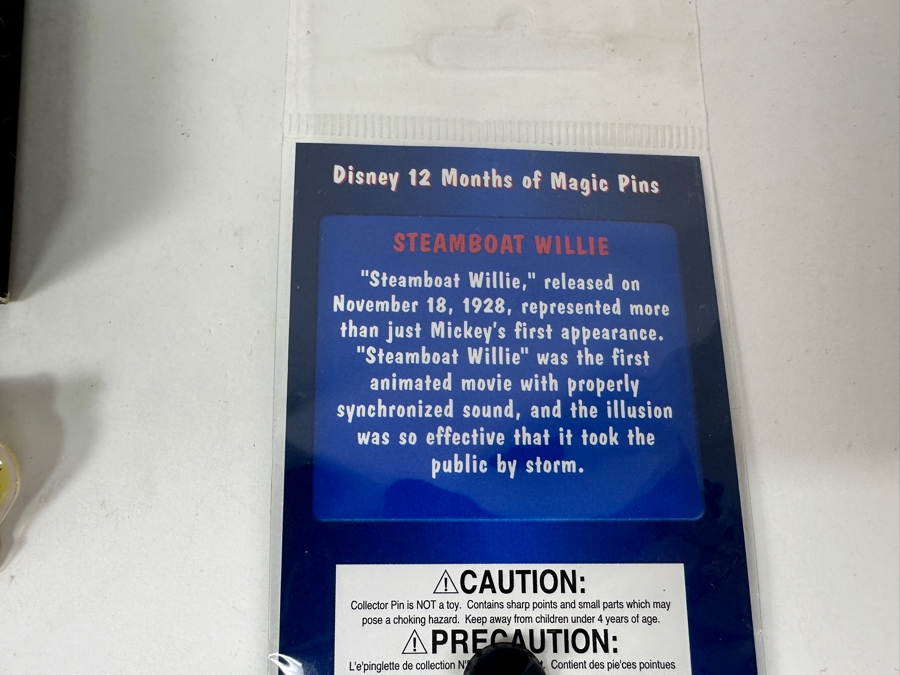 Disney 12 Months of Magic Pins
STEAMBOAT WILLIE
"Steamboat Willie," released on
November 18, 1928, represented more
than just Mickey's first appearance.
"Steamboat Willie" was the first
animated movie with properly
synchronized sound, and the illusion
was so effective that it took the
public by storm.
⚠CAUTION:
Collector Pin is NOT a toy. Contains sharp points and small parts which may
pose a choking hazard. Keep away from children under 4 years of age.
⚠PRECAUTION:
L'e'pinglette de collection Contient des pie'ces pointues